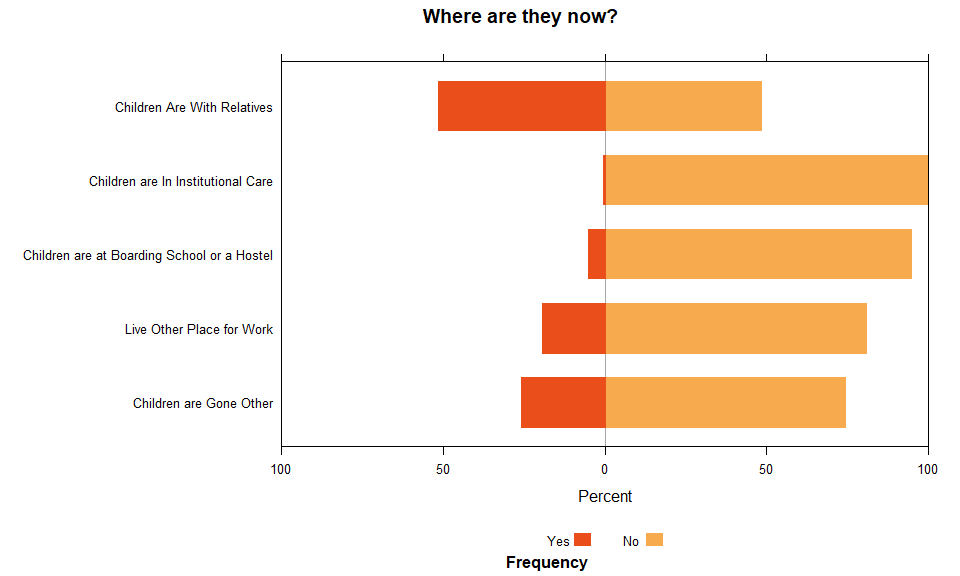 Where are they now?
Children Are With Relatives
Children are In Institutional Care
Children are at Boarding School or a Hostel
Live Other Place for Work
Children are Gone Other
100 50 0 50 100
Percent
Yes No
Frequency